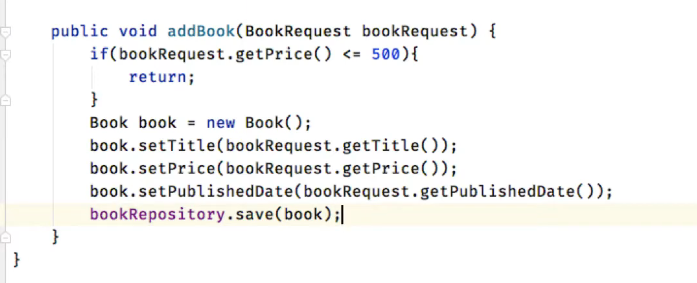 public void addBook(BookRequest bookRequest) {
if(bookRequest.getPrice() <= 500){
return;
}
Book book = new Book();
book.setTitle(bookRequest.getTitle());
book.setPrice(bookRequest.getPrice());
book.setPublishedDate(bookRequest.getPublishedDate());
bookRepository.save(book);
}
}